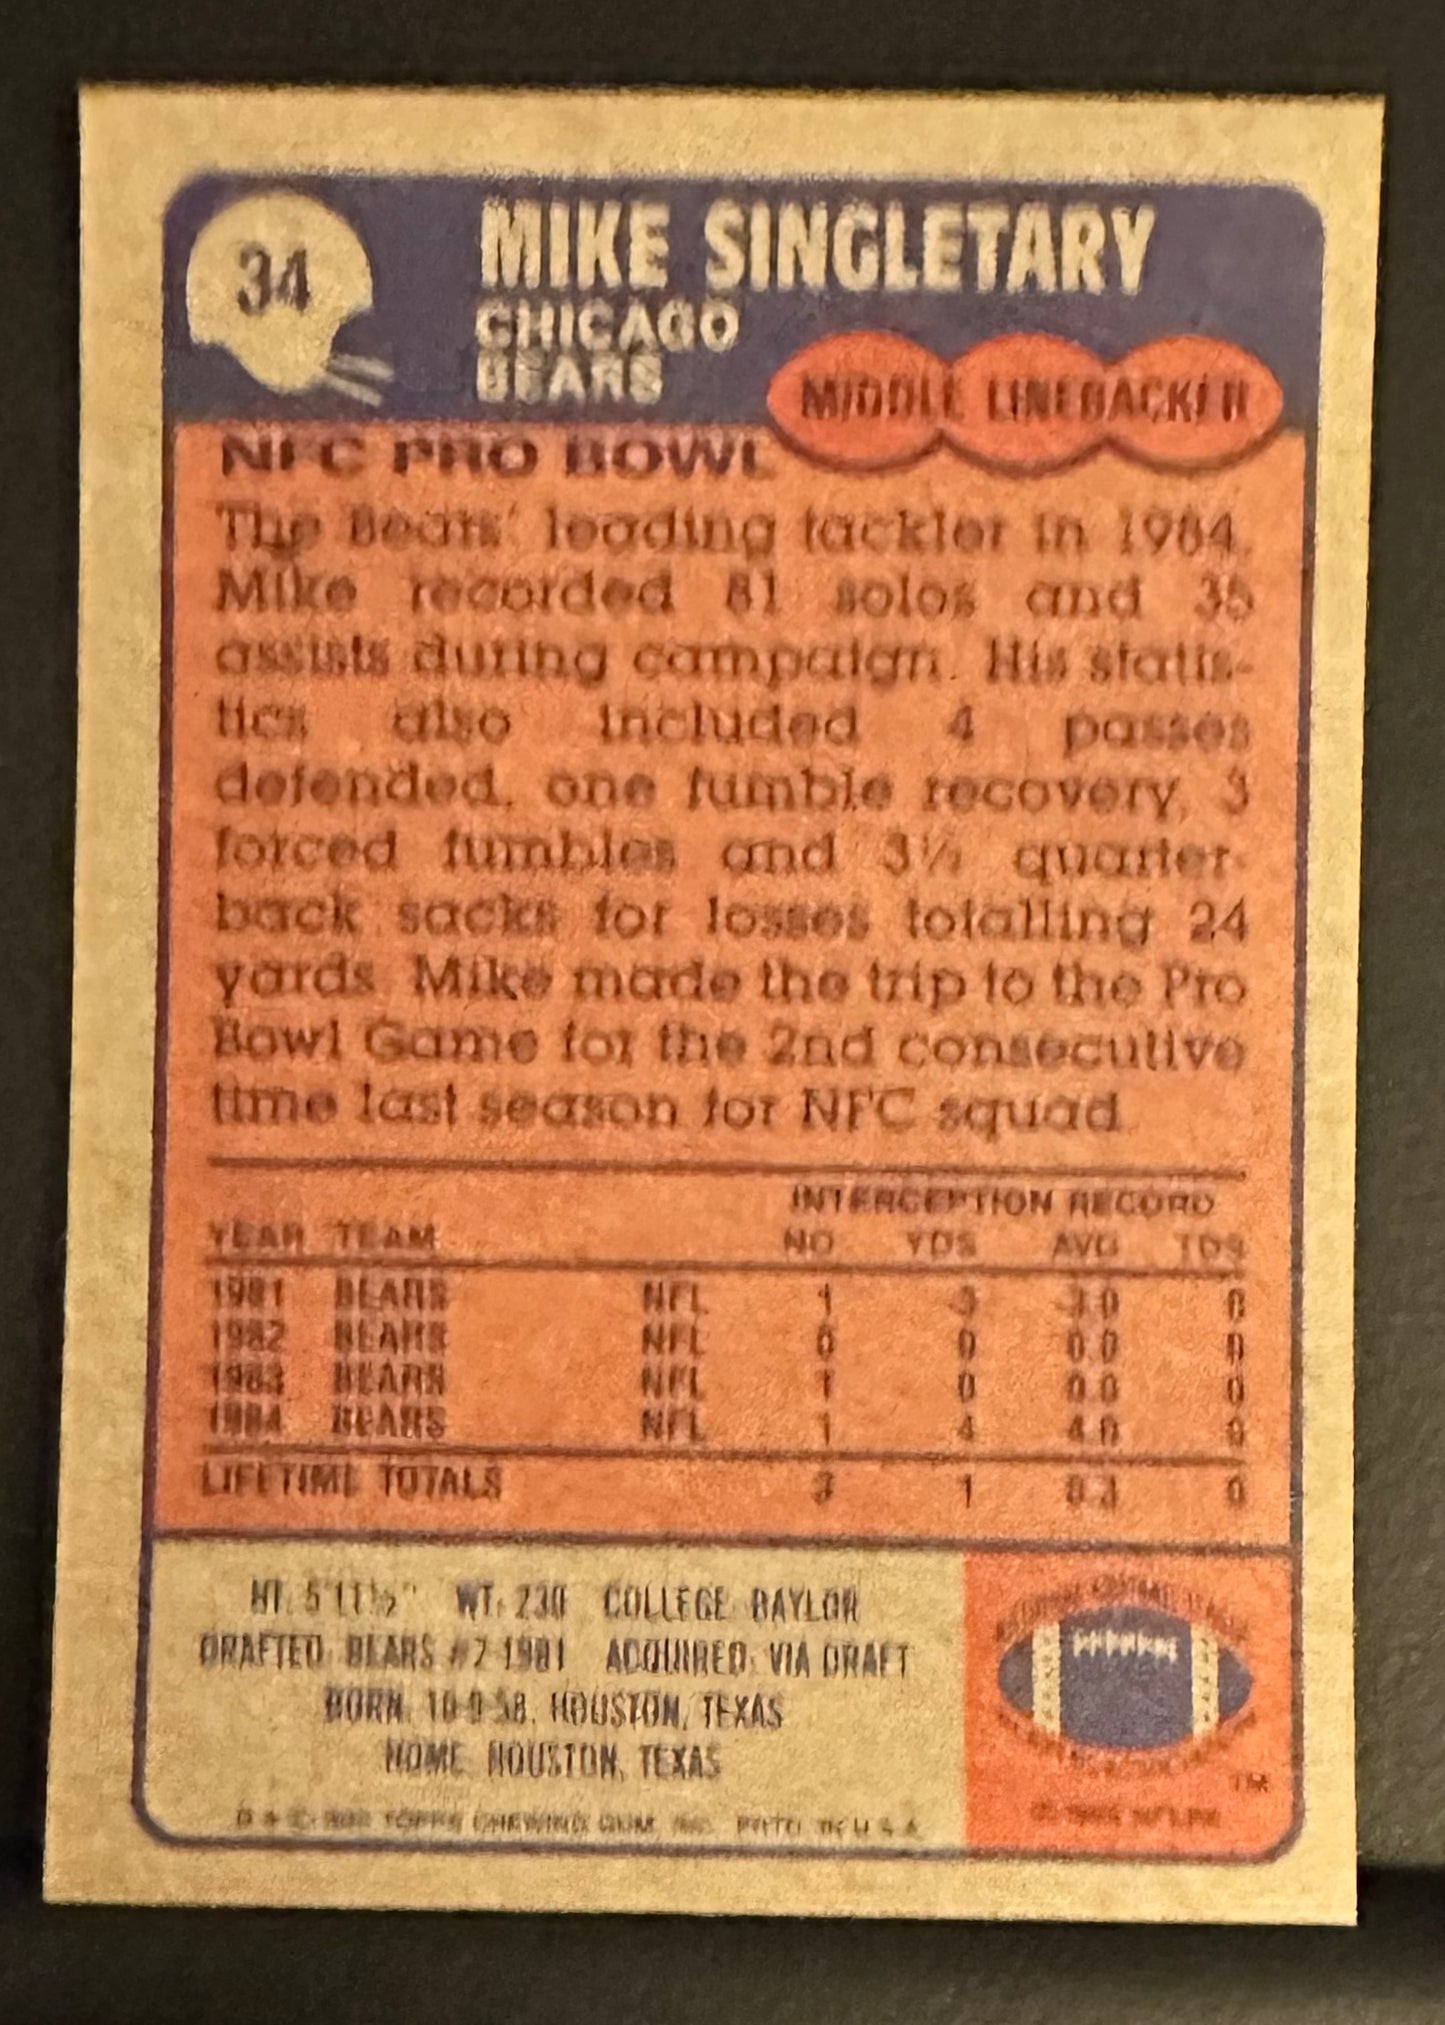 34
MIKE SINGLETARY
CHICAGO
BEARS
MIDDLE LINEBACKER
NFC PRO BOWL
The Bears' leading tackler in 1984,
Mike recorded 81 solos and 35
assists during campaign. His statis-
tics also included 4 passes
defended, one fumble recovery, 3
forced fumbles and 3½ quarter-
back sacks for losses totalling 24
yards. Mike made the trip to the Pro
Bowl Game for the 2nd consecutive
time last season for NFC squad.
INTERCEPTION RECORD
YEAR TEAM NO YDS AVG TDS
1981 BEARS NFL 1 -3 -3.0 0
1982 BEARS NFL 0 0 0.0 0
1983 BEARS NFL 1 0 0.0 0
1984 BEARS NFL 1 4 4.0 0
LIFETIME TOTALS 3 1 0.3 0
HT. 5'11½" WT. 230 COLLEGE: BAYLOR
DRAFTED: BEARS #2-1981 ACQUIRED: VIA DRAFT
BORN: 10-9-58, HOUSTON, TEXAS
HOME: HOUSTON, TEXAS
TOPPS CHEWING GUM, INC. PRTD. IN U.S.A.
TM